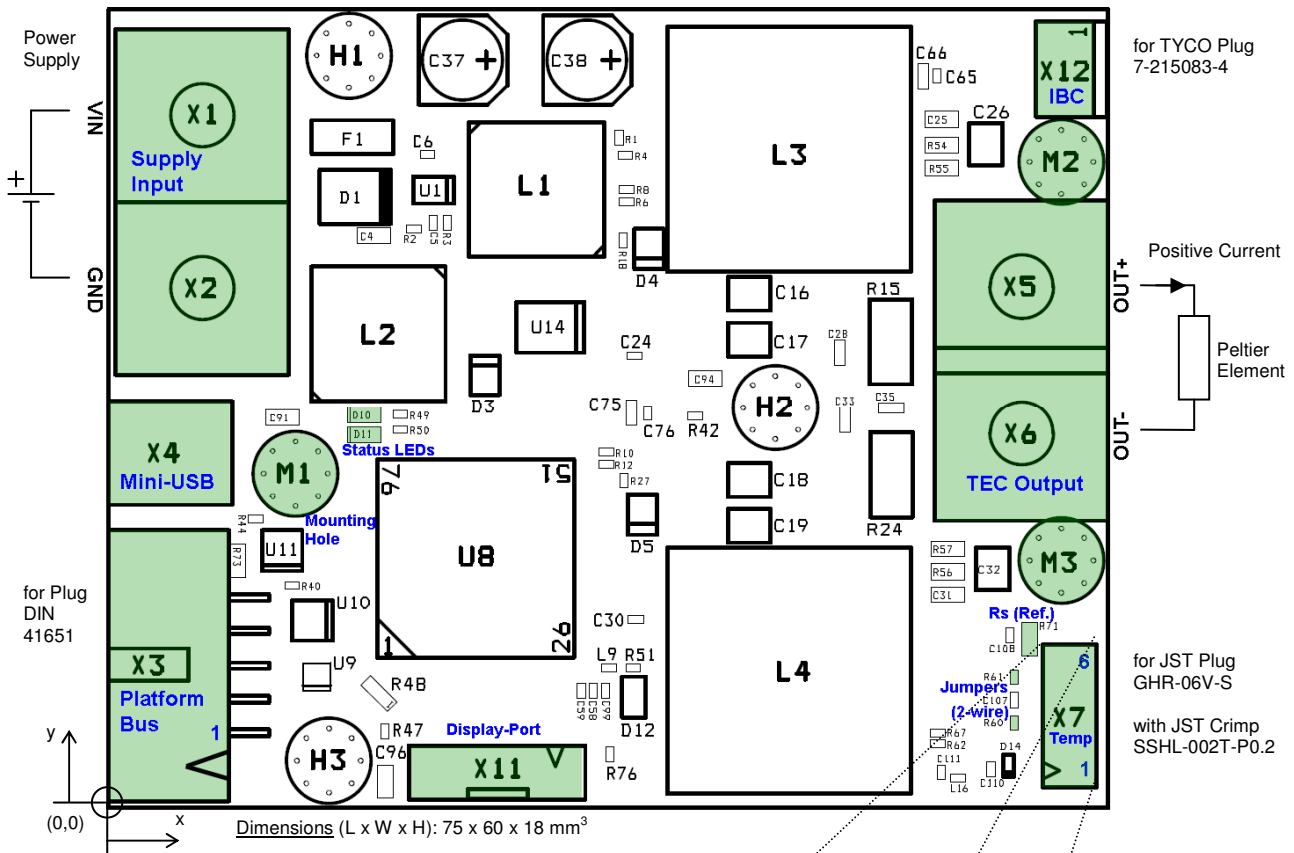 Power
Supply
VIN
+
GND
X1
Supply
Input
X2
H1
C37 +
C38 +
F1
C6
D1
U1
C4
R2
C5
R3
L1
R1
R4
R8
R6
R18
D4
L3
C66
C65
C25
R54
R55
C26
1
X12
IBC
M2
for TYCO Plug
7-215083-4
L2
U14
D3
C24
C16
C17
R15
C28
C94
H2
C33
C35
C75
C76
R42
X5
OUT+
Positive Current
Peltier
Element
X6
OUT-
TEC Output
X4
Mini-USB
C91
D10
D11
R49
R50
Status LEDs
M1
Mounting
Hole
R44
R73
U11
R40
U10
U9
76
51
U8
1
26
R10
R12
R27
D5
C18
C19
R24
R57
R56
C31
C32
M3
for Plug
DIN
41651
X3
Platform
Bus
1
R48
R47
C96
H3
Display-Port
X11
C30
L9
R51
C59
C58
C99
D12
R76
L4
Rs (Ref.)
R71
C108
R61
Jumpers
C107
(2-wire)
R60
R67
R62
C111
L16
C110
D14
6
X7
Temp
1
for JST Plug
GHR-06V-S
with JST Crimp
SSHL-002T-P0.2
y
x
(0,0)
Dimensions (L x W x H): 75 x 60 x 18 mm³